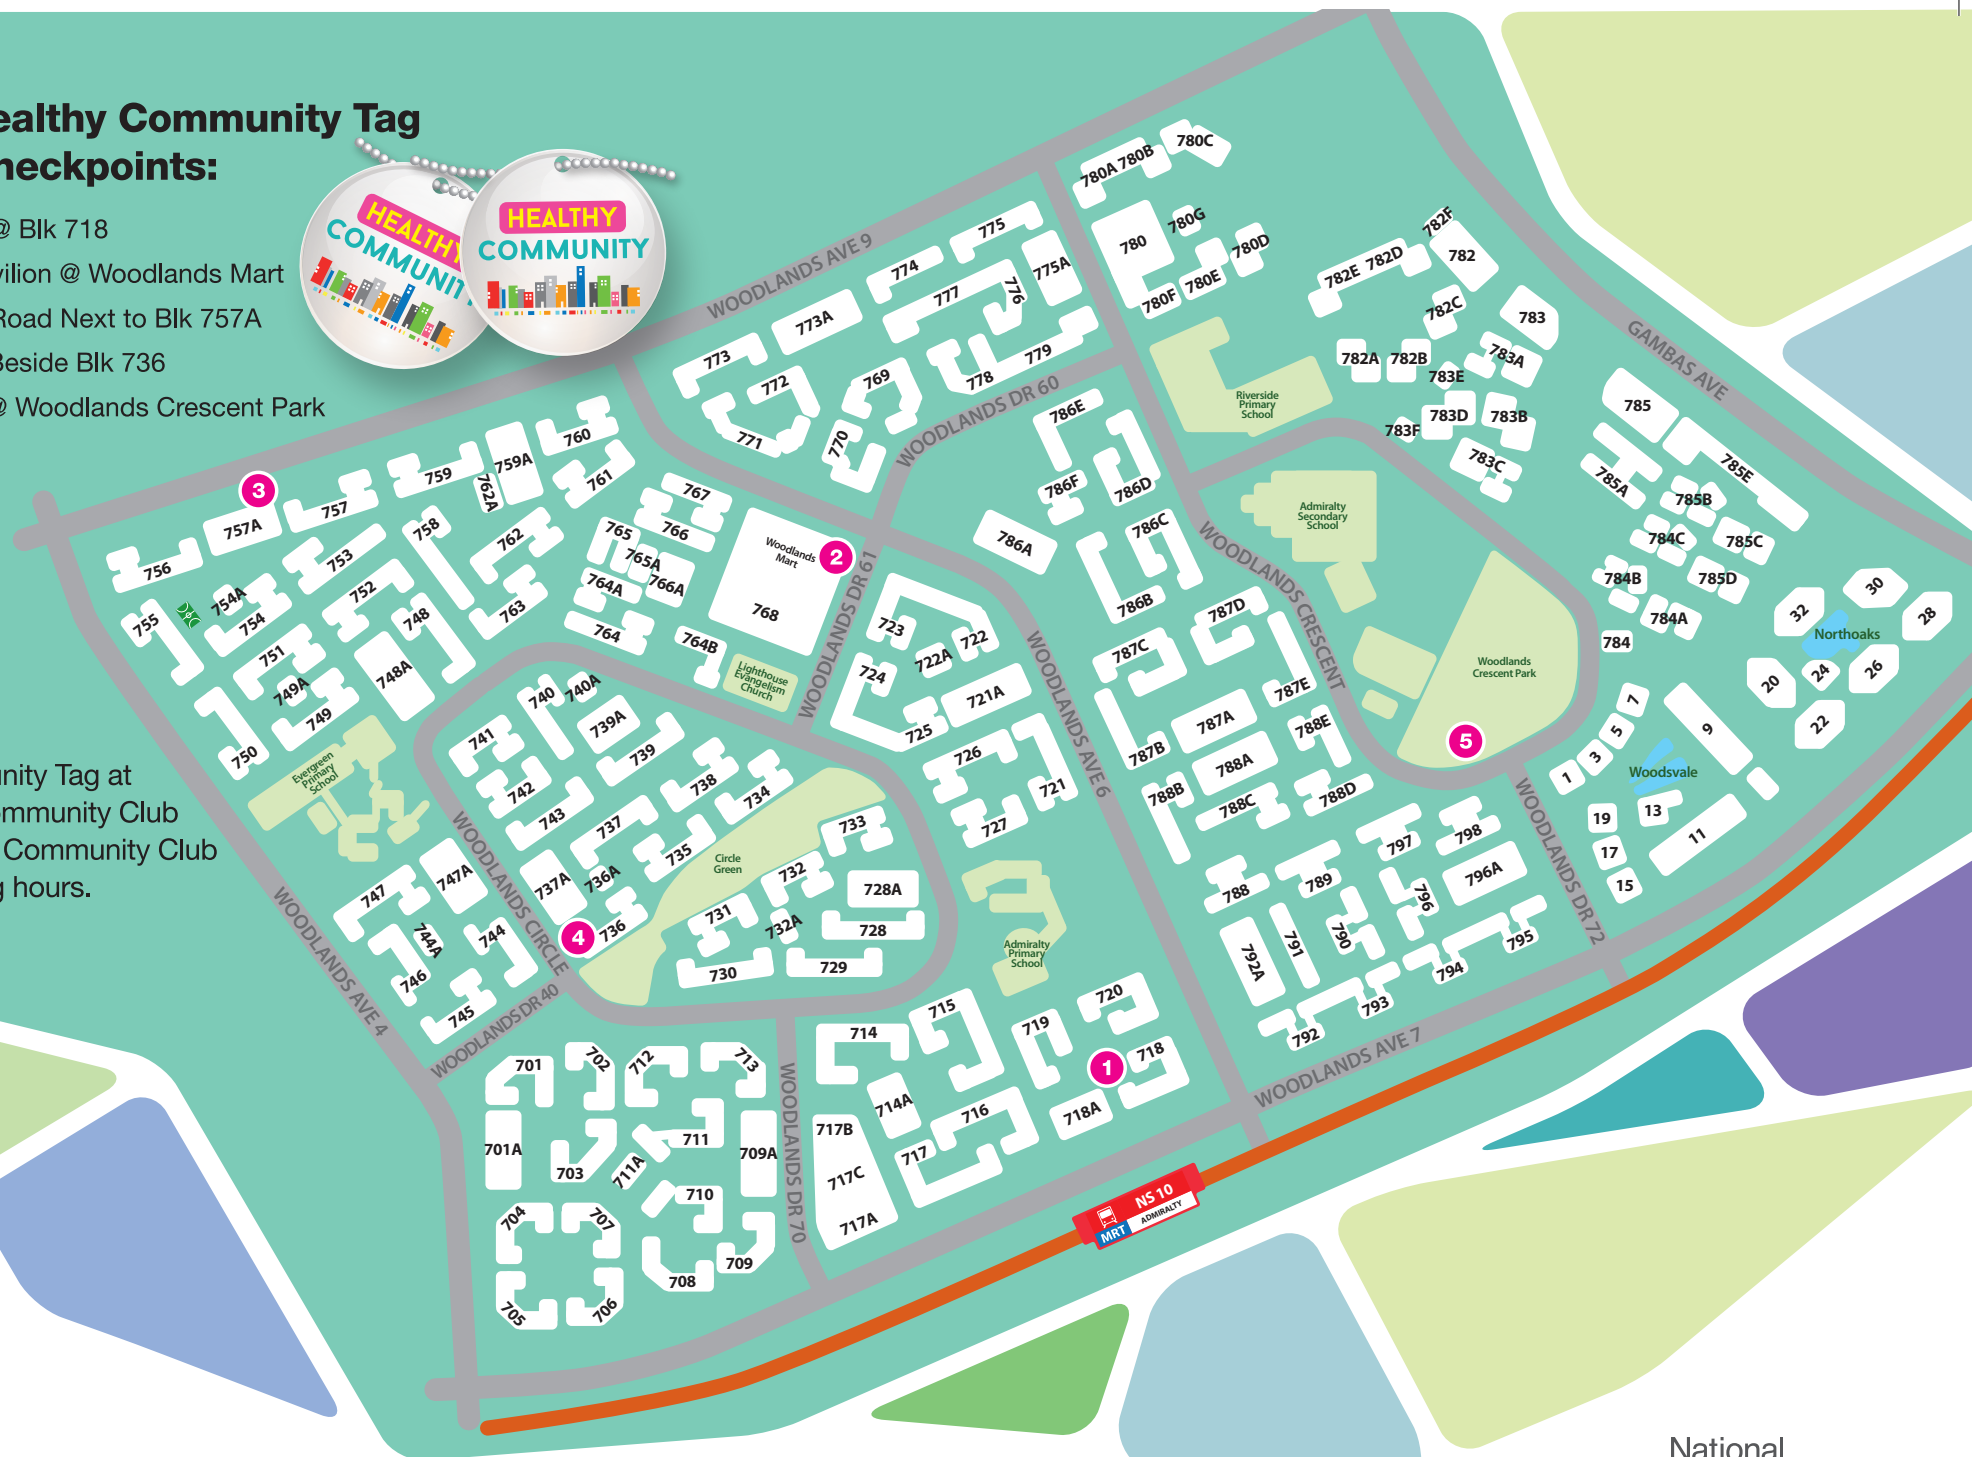 ealthy Community Tag
heckpoints:
@ Blk 718
vilion @ Woodlands Mart
Road Next to Blk 757A
Beside Blk 736
@ Woodlands Crescent Park
HEALTHY
COMMUNIT
HEALTHY
COMMUNITY
unity Tag at
ommunity Club
Community Club
g hours.
WOODLANDS AVE 9
GAMBAS AVE
WOODLANDS DR 60
WOODLANDS DR 61
WOODLANDS CRESCENT
WOODLANDS AVE 6
WOODLANDS CIRCLE
WOODLANDS AVE 4
WOODLANDS DR 40
WOODLANDS DR 70
WOODLANDS DR 72
WOODLANDS AVE 7
780A
780B
780C
780
780G
780D
780E
780F
782F
782
782D
782E
782C
782A
782B
783
783A
783E
783D
783B
783F
783C
785
785E
785A
785B
784C
785C
784B
785D
784A
784
30
32
28
Northoaks
24
26
20
22
7
5
3
1
9
Woodsvale
13
19
17
15
11
775
774
775A
777
776
773A
773
772
769
779
778
771
770
Riverside
Primary
School
786E
786F
786D
786C
786A
786B
Admiralty
Secondary
School
Woodlands
Crescent Park
5
787D
787C
787E
787A
787B
788E
788A
788B
788C
788D
797
798
796A
788
789
796
790
791
792A
795
794
793
792
3
757A
757
759
759A
762A
760
761
756
753
758
762
755
754A
754
752
748
763
751
748A
749A
749
750
Evergreen
Primary
School
767
766
765
765A
766A
764A
764
764B
Woodlands
Mart
2
768
Lighthouse
Evangelism
Church
723
722
722A
724
721A
725
726
721
727
740
740A
739A
741
739
742
738
743
734
737
735
733
737A
736A
736
4
Circle
Green
732
728A
731
732A
728
730
729
747
747A
744A
744
746
745
Admiralty
Primary
School
715
720
714
719
1
718
714A
716
718A
717
717B
717C
717A
701
702
712
713
701A
703
711
711A
709A
710
704
707
709
708
705
706
NS 10
MRT
ADMIRALTY
National